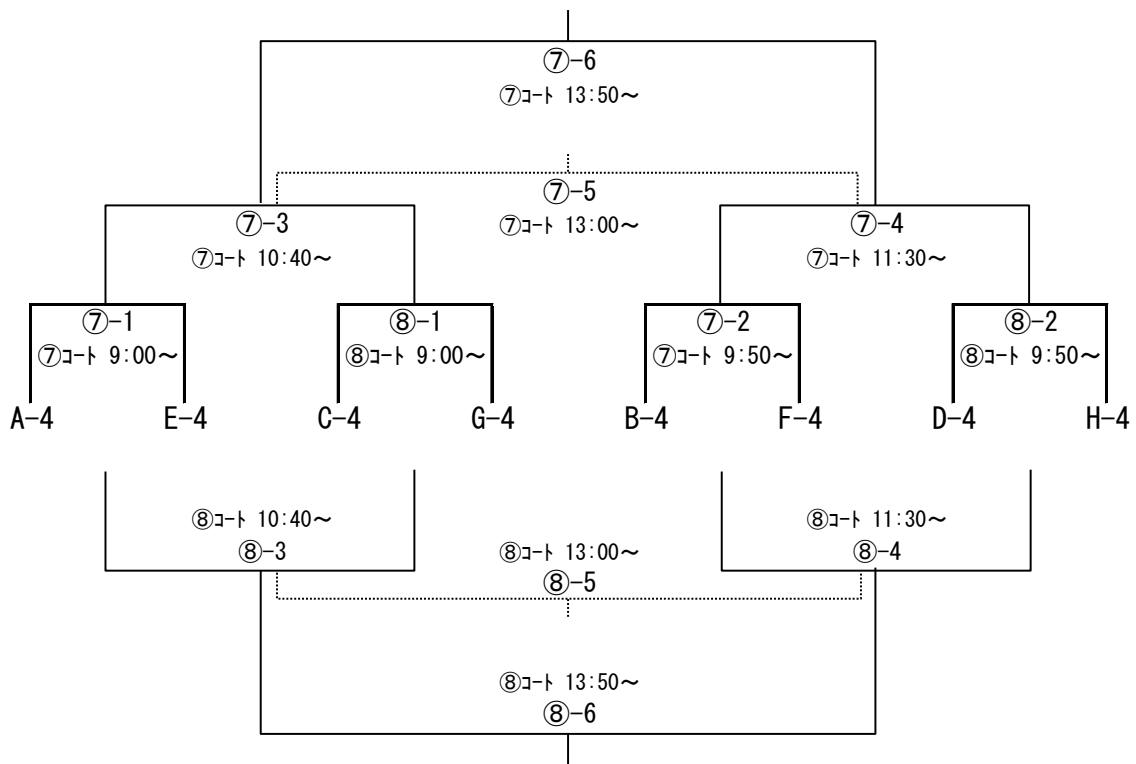 ⑦-6
⑦ｺｰﾄ 13:50～
⑦-5
⑦ｺｰﾄ 13:00～
⑦-3
⑦ｺｰﾄ 10:40～
⑦-4
⑦ｺｰﾄ 11:30～
⑦-1
⑦ｺｰﾄ 9:00～
⑧-1
⑧ｺｰﾄ 9:00～
⑦-2
⑦ｺｰﾄ 9:50～
⑧-2
⑧ｺｰﾄ 9:50～
A-4 E-4 C-4 G-4 B-4 F-4 D-4 H-4
⑧ｺｰﾄ 10:40～
⑧-3
⑧ｺｰﾄ 13:00～
⑧-5
⑧ｺｰﾄ 11:30～
⑧-4
⑧ｺｰﾄ 13:50～
⑧-6